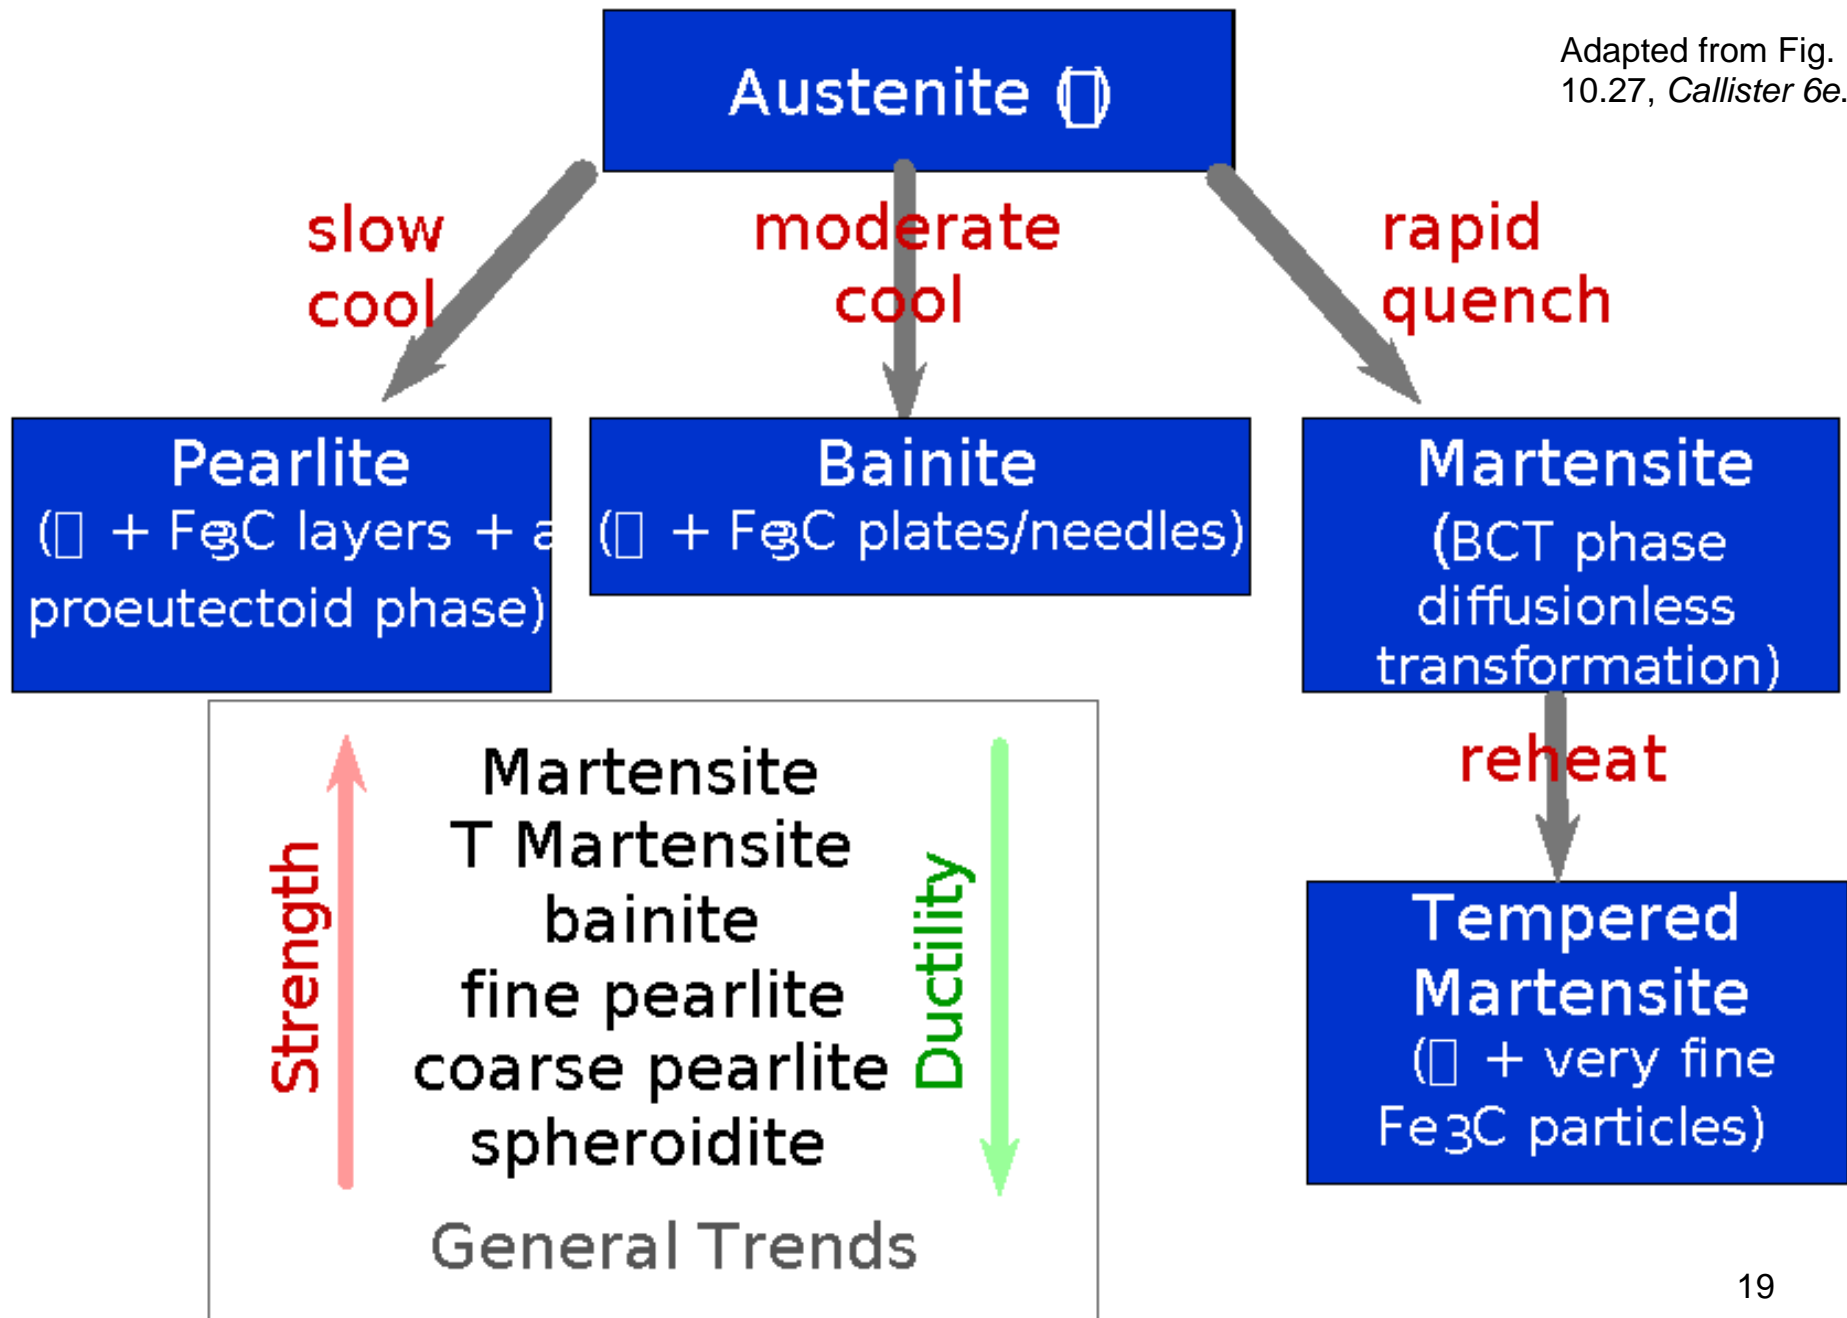 Austenite (▯)
Adapted from Fig.
10.27, Callister 6e.
slow
cool
moderate
cool
rapid
quench
Pearlite
(▯ + Fe3C layers + a
proeutectoid phase)
Bainite
(▯ + Fe3C plates/needles)
Martensite
(BCT phase
diffusionless
transformation)
reheat
Tempered
Martensite
(▯ + very fine
Fe3C particles)
Strength
Martensite
T Martensite
bainite
fine pearlite
coarse pearlite
spheroidite
Ductility
General Trends
19